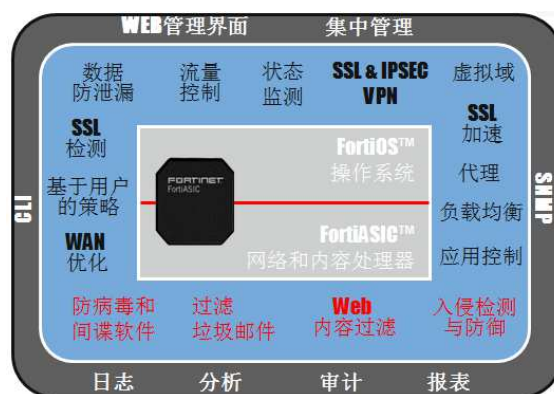 WEB管理界面
集中管理
数据
防泄漏
流量
控制
状态
监测
SSL & IPSEC
VPN
虚拟域
SSL
检测
SSL
加速
基于用户
的策略
代理
WAN
优化
负载均衡
应用控制
FortiOS™
操作系统
FORTINET
FortiASIC
FortiASIC™
网络和内容处理器
CLI
SNMP
防病毒和
间谍软件
过滤
垃圾邮件
Web
内容过滤
入侵检测
与防御
日志
分析
审计
报表